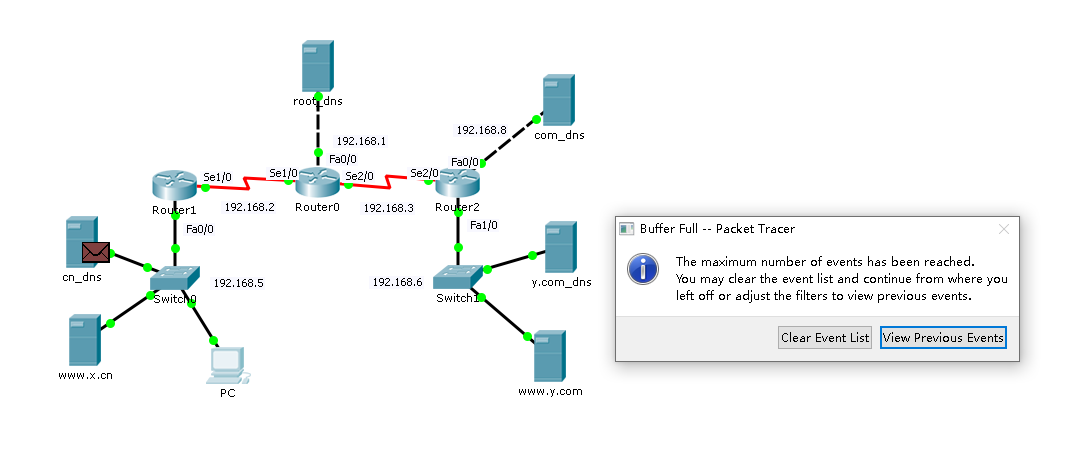 root_dns
192.168.1
Fa0/0
192.168.8
com_dns
Fa0/0
Se1/0
Se1/0
Se2/0
Se2/0
Router1
Router0
Router2
192.168.2
192.168.3
Fa0/0
Fa1/0
cn_dns
Switch0
192.168.5
192.168.6
Switch1
y.com_dns
www.x.cn
PC
www.y.com
Buffer Full -- Packet Tracer
The maximum number of events has been reached.
You may clear the event list and continue from where you
left off or adjust the filters to view previous events.
Clear Event List
View Previous Events